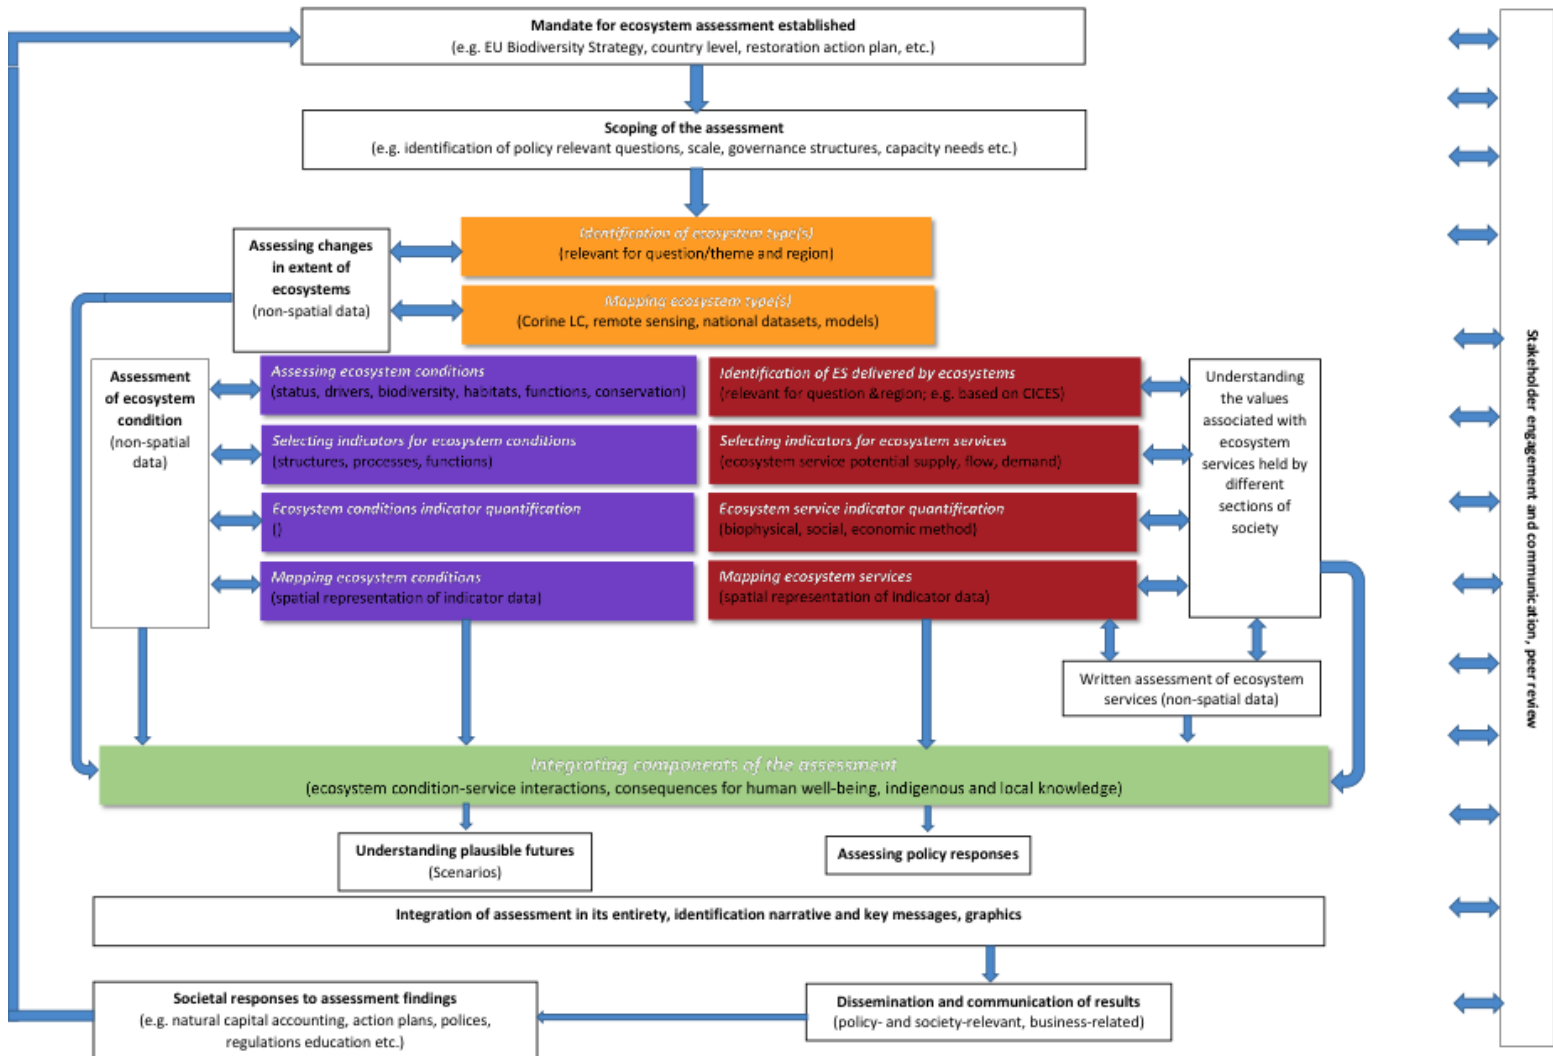 Mandate for ecosystem assessment established
(e.g. EU Biodiversity Strategy, country level, restoration action plan, etc.)
Scoping of the assessment
(e.g. identification of policy relevant questions, scale, governance structures, capacity needs etc.)
Identification of ecosystem type(s)
(relevant for question/theme and region)
Assessing changes
in extent of
ecosystems
(non-spatial data)
Mapping ecosystem type(s)
(Corine LC, remote sensing, national datasets, models)
Assessment
of ecosystem
condition
(non-spatial
data)
Assessing ecosystem conditions
(status, drivers, biodiversity, habitats, functions, conservation)
Selecting indicators for ecosystem conditions
(structures, processes, functions)
Ecosystem conditions indicator quantification
()
Mapping ecosystem conditions
(spatial representation of indicator data)
Identification of ES delivered by ecosystems
(relevant for question &region; e.g. based on CICES)
Selecting indicators for ecosystem services
(ecosystem service potential supply, flow, demand)
Ecosystem service indicator quantification
(biophysical, social, economic method)
Mapping ecosystem services
(spatial representation of indicator data)
Understanding
the values
associated with
ecosystem
services held by
different
sections of
society
Written assessment of ecosystem
services (non-spatial data)
Integrating components of the assessment
(ecosystem condition-service interactions, consequences for human well-being, indigenous and local knowledge)
Understanding plausible futures
(Scenarios)
Assessing policy responses
Integration of assessment in its entirety, identification narrative and key messages, graphics
Societal responses to assessment findings
(e.g. natural capital accounting, action plans, polices,
regulations education etc.)
Dissemination and communication of results
(policy- and society-relevant, business-related)
Stakeholder engagement and communication, peer review